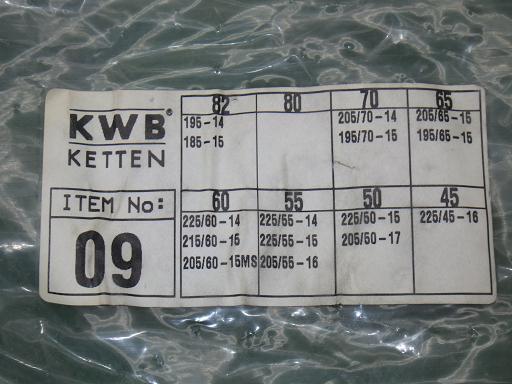 KWB®
KETTEN
ITEM No:
09
82 80 70 65
195-14 205/70-14 205/65-15
185-15 195/70-15 195/65-15
60 55 50 45
225/60-14 225/55-14 225/50-15 225/45-16
215/60-15 225/55-15 205/50-17
205/60-15MS 205/55-16